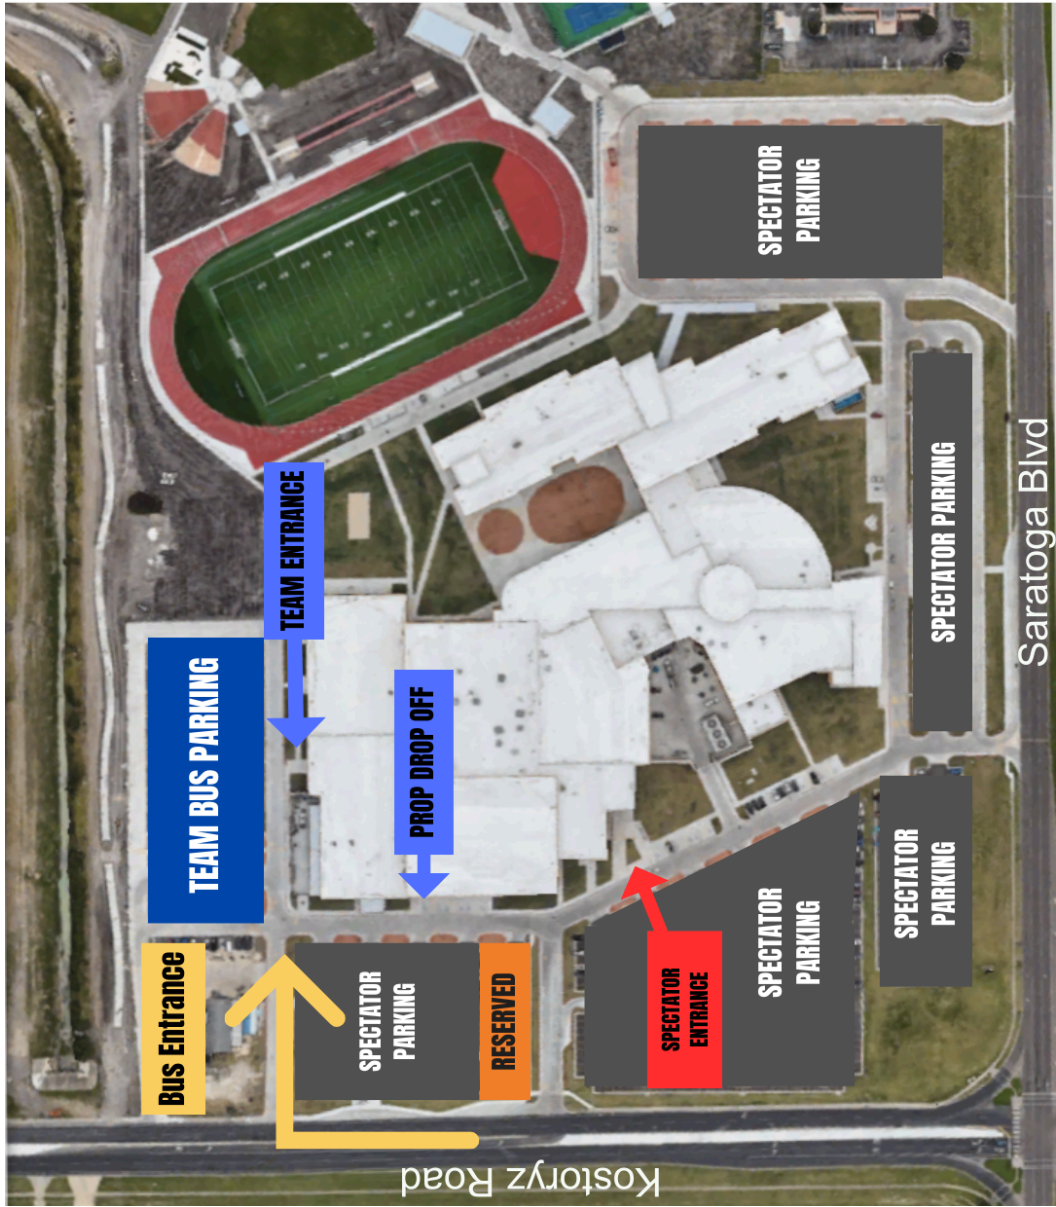 SPECTATOR
PARKING
SPECTATOR PARKING
Saratoga Blvd
TEAM ENTRANCE
TEAM BUS PARKING
PROP DROP OFF
SPECTATOR
PARKING
SPECTATOR
PARKING
SPECTATOR
ENTRANCE
Bus Entrance
SPECTATOR
PARKING
RESERVED
Kostoryz Road